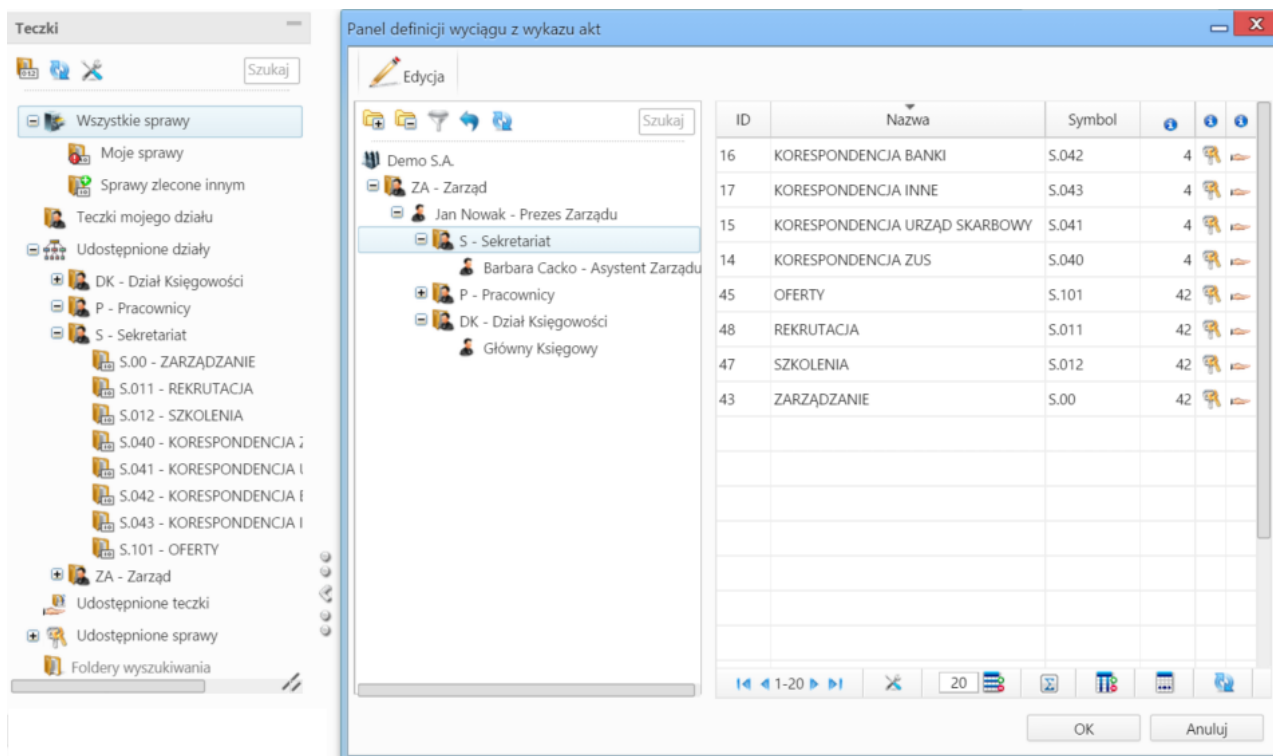 Teczki
Szukaj
Wszystkie sprawy
Moje sprawy
Sprawy zlecone innym
Teczki mojego działu
Udostępnione działy
DK - Dział Księgowości
P - Pracownicy
S - Sekretariat
S.00 - ZARZĄDZANIE
S.011 - REKRUTACJA
S.012 - SZKOLENIA
S.040 - KORESPONDENCJA
S.041 - KORESPONDENCJA
S.042 - KORESPONDENCJA
S.043 - KORESPONDENCJA I
S.101 - OFERTY
ZA - Zarząd
Udostępnione teczki
Udostępnione sprawy
Foldery wyszukiwania
Panel definicji wyciągu z wykazu akt
Edycja
Szukaj
Demo S.A.
ZA - Zarząd
Jan Nowak - Prezes Zarządu
S - Sekretariat
Barbara Cacko - Asystent Zarządu
P - Pracownicy
DK - Dział Księgowości
Główny Księgowy
ID Nazwa Symbol
16 KORESPONDENCJA BANKI S.042 4
17 KORESPONDENCJA INNE S.043 4
15 KORESPONDENCJA URZĄD SKARBOWY S.041 4
14 KORESPONDENCJA ZUS S.040 4
45 OFERTY S.101 42
48 REKRUTACJA S.011 42
47 SZKOLENIA S.012 42
43 ZARZĄDZANIE S.00 42
1-20 20
OK Anuluj